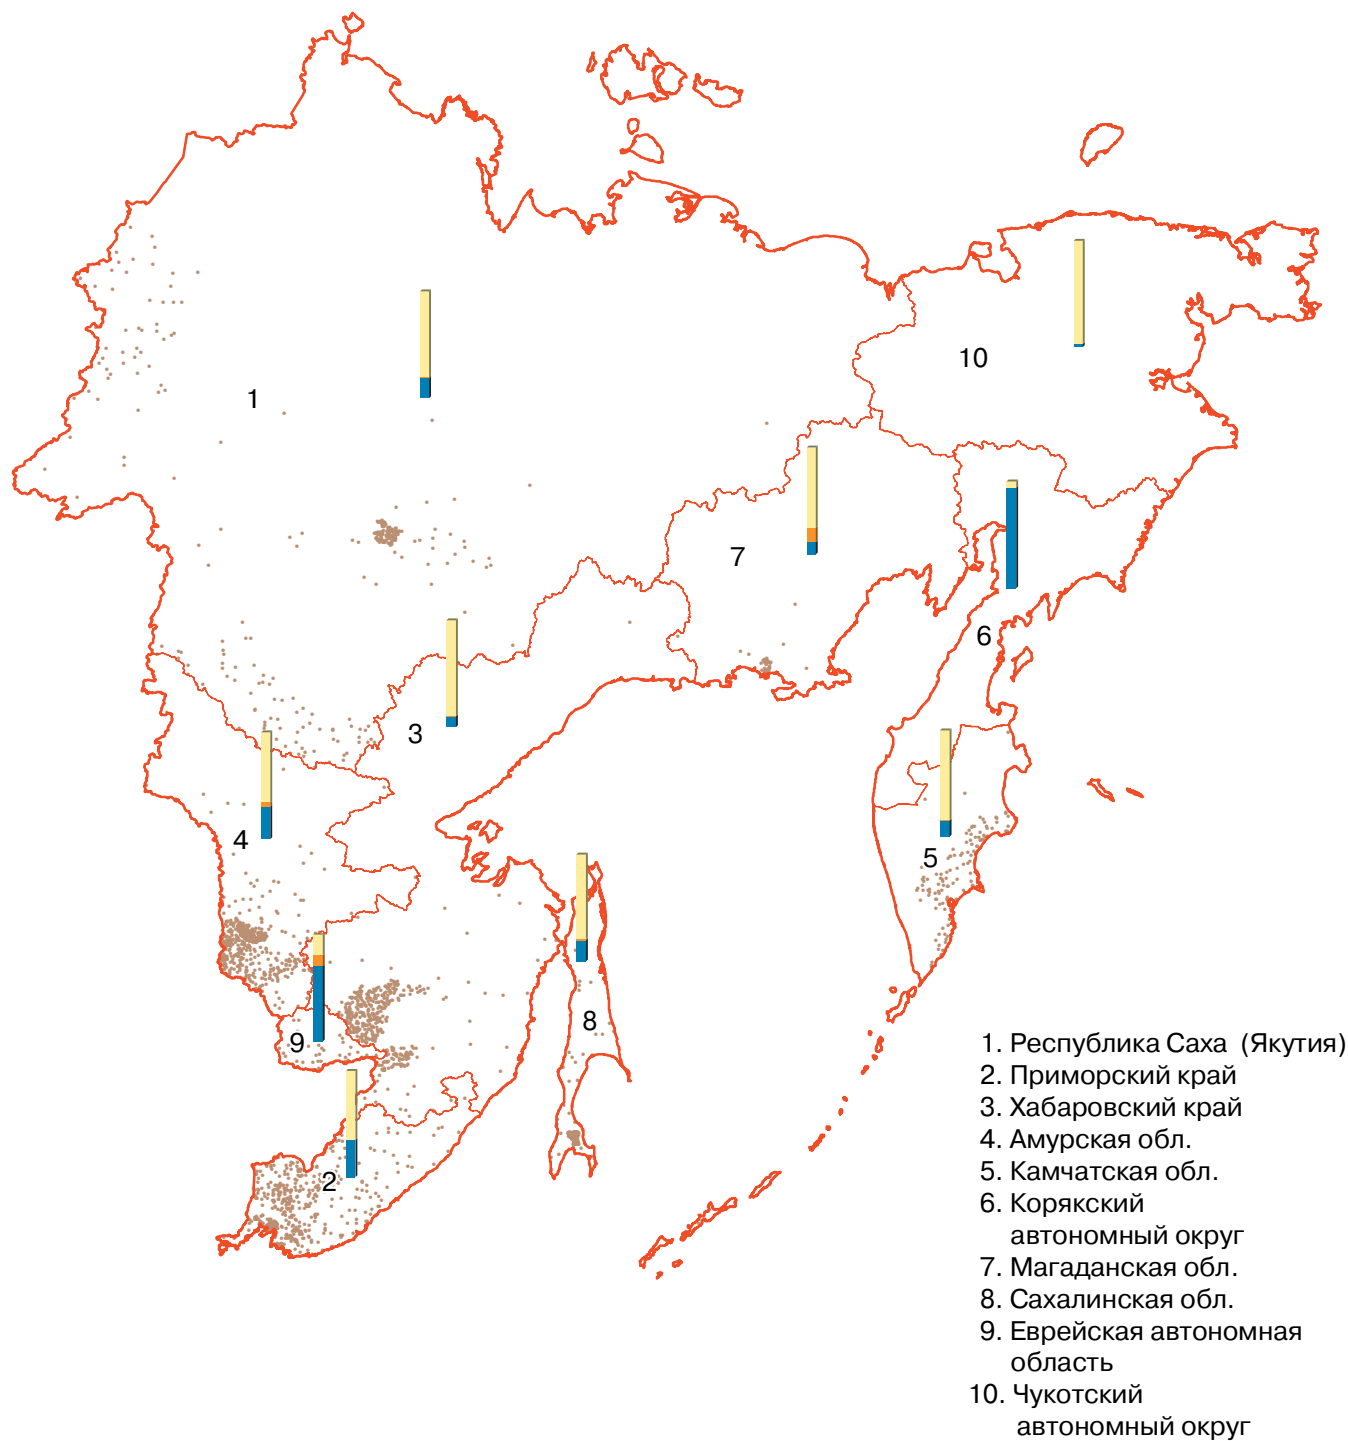 10
1
7
6
3
4
5
8
9
2
1. Республика Саха (Якутия)
2. Приморский край
3. Хабаровский край
4. Амурская обл.
5. Камчатская обл.
6. Корякский
автономный округ
7. Магаданская обл.
8. Сахалинская обл.
9. Еврейская автономная
область
10. Чукотский
автономный округ